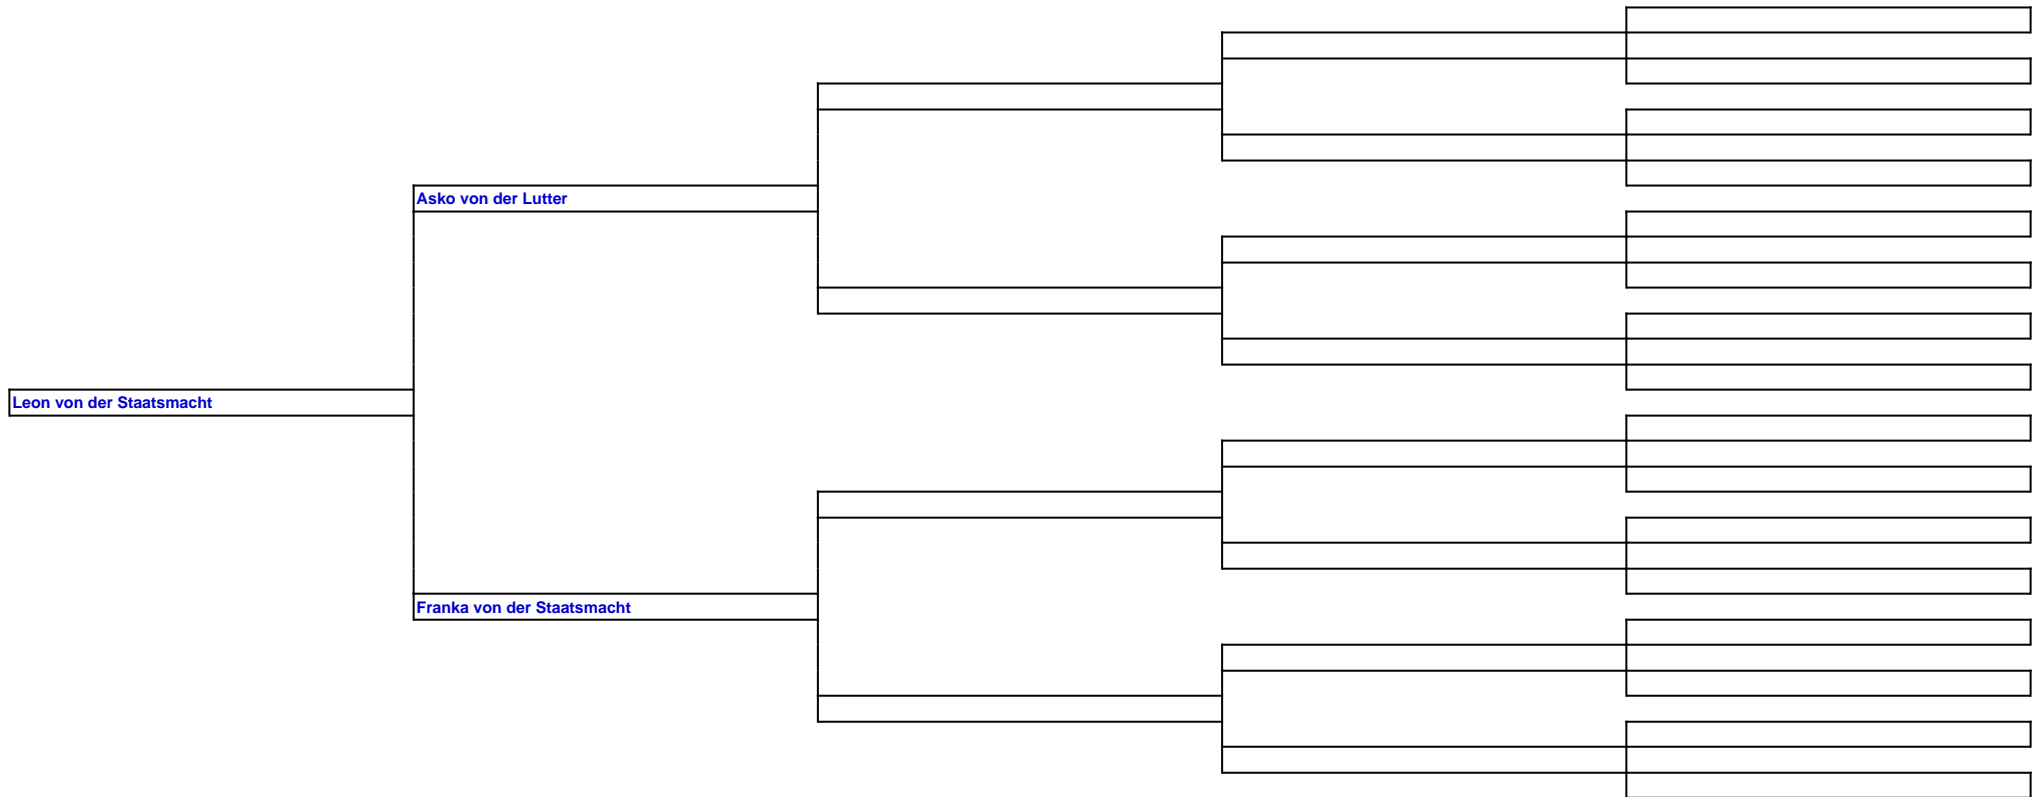 Asko von der Lutter
Leon von der Staatsmacht
Franka von der Staatsmacht